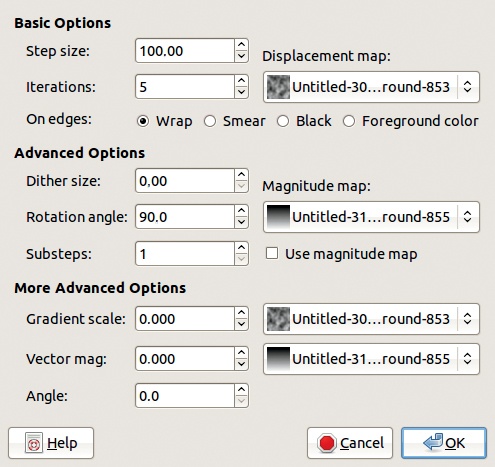 Basic Options
Step size: 100.00 Displacement map:
Iterations: 5 Untitled-30...round-853
On edges: Wrap Smear Black Foreground color
Advanced Options
Dither size: 0,00 Magnitude map:
Rotation angle: 90.0 Untitled-31...round-855
Substeps: 1 Use magnitude map
More Advanced Options
Gradient scale: 0.000 Untitled-30...round-853
Vector mag: 0.000 Untitled-31...round-855
Angle: 0.0
Help Cancel OK